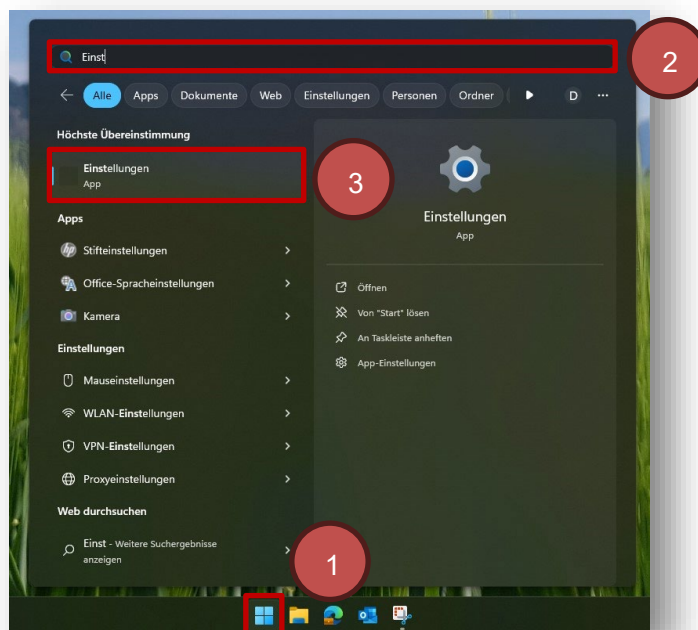 Einst
2
Alle Apps Dokumente Web Einstellungen Personen Ordner D ...
Höchste Übereinstimmung
Einstellungen
App
3
Apps
Stifteinstellungen
Office-Spracheinstellungen
Kamera
Einstellungen
Mauseinstellungen
WLAN-Einstellungen
VPN-Einstellungen
Proxyeinstellungen
Web durchsuchen
Einst - Weitere Suchergebnisse
anzeigen
Einstellungen
App
Öffnen
Von "Start" lösen
An Taskleiste anheften
App-Einstellungen
1
hp